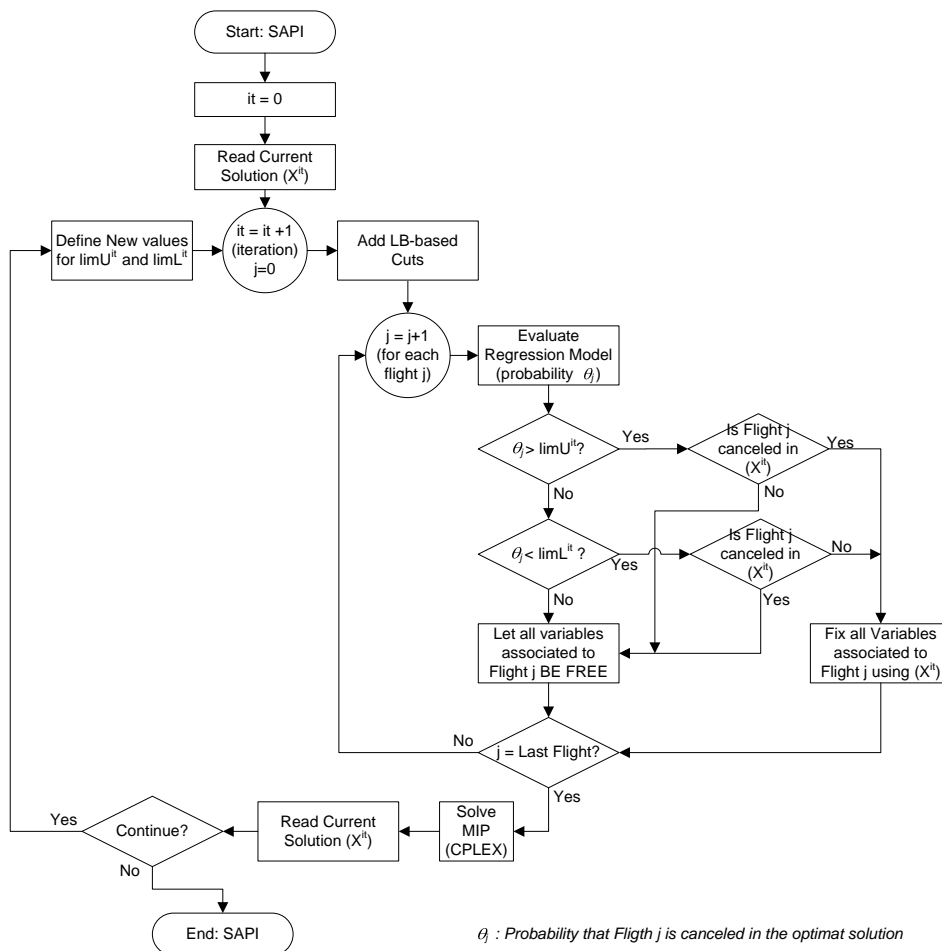 Start: SAPI
it = 0
Read Current
Solution (X^it)
Define New values
for limU^it and limL^it
it = it +1
(iteration)
j=0
Add LB-based
Cuts
j = j+1
(for each
flight j)
Evaluate
Regression Model
(probability θj)
θj > limU^it?
Yes
Is Flight j
canceled in
(X^it)
Yes
No
No
θj < limL^it ?
Yes
Is Flight j
canceled in
(X^it)
No
Yes
No
Let all variables
associated to
Flight j BE FREE
Fix all Variables
associated to
Flight j using (X^it)
No
j = Last Flight?
Yes
Solve
MIP
(CPLEX)
Read Current
Solution (X^it)
Yes
Continue?
No
End: SAPI
θj : Probability that Fligth j is canceled in the optimat solution